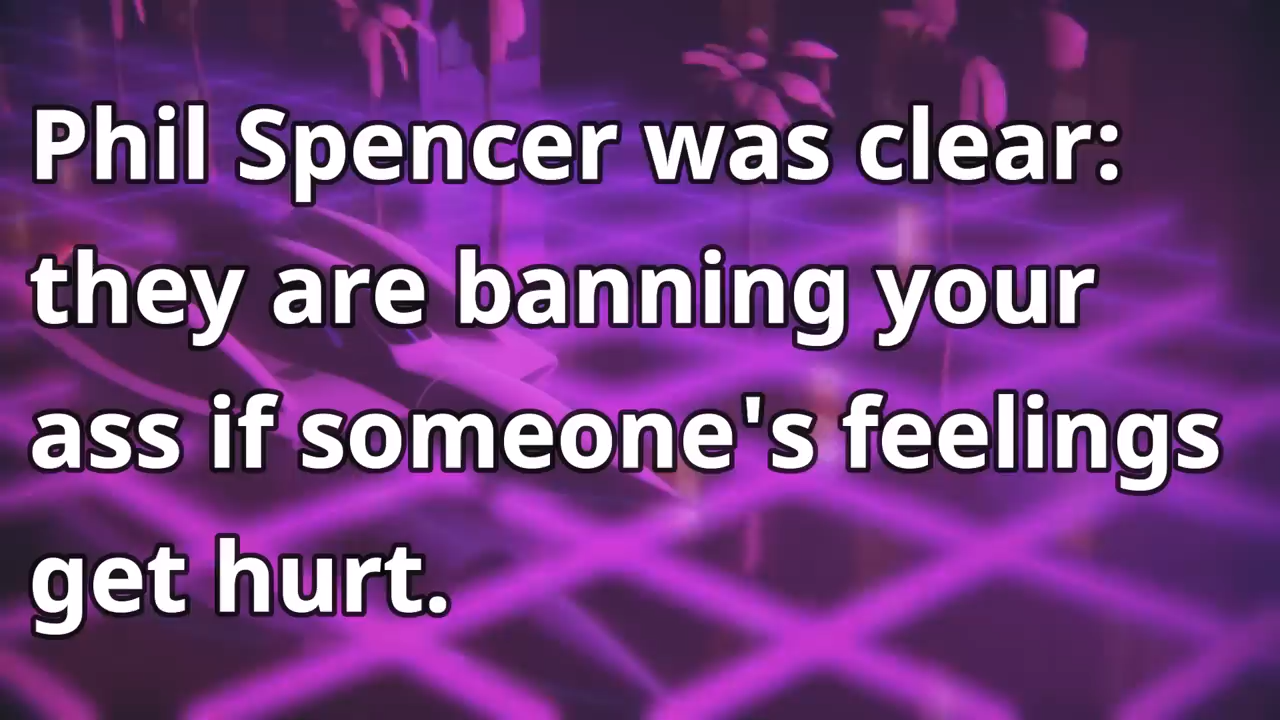 Phil Spencer was clear:
they are banning your
ass if someone's feelings
get hurt.